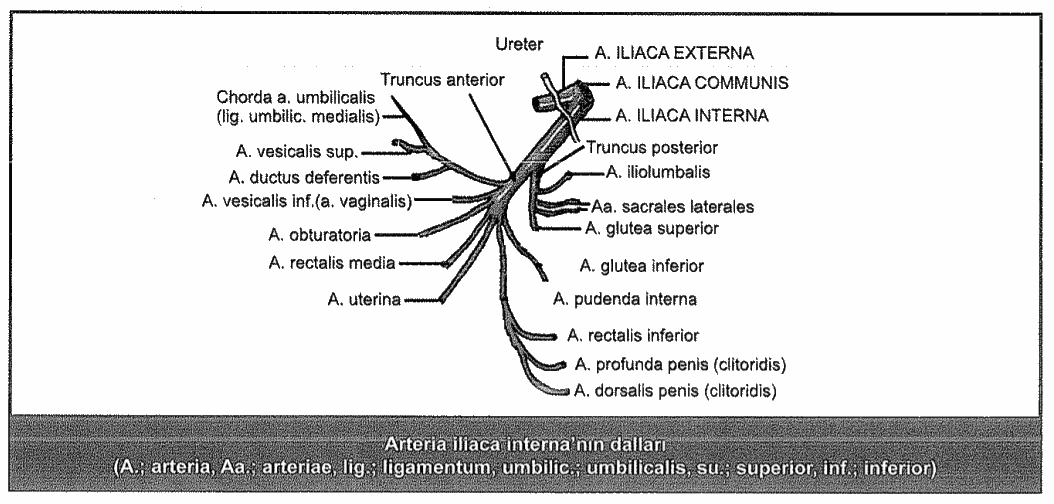 Ureter
A. ILIACA EXTERNA
Truncus anterior
A. ILIACA COMMUNIS
Chorda a. umbilicalis
(lig. umbilic. medialis)
A. ILIACA INTERNA
A. vesicalis sup.
Truncus posterior
A. ductus deferentis
A. iliolumbalis
A. vesicalis inf.(a. vaginalis)
Aa. sacrales laterales
A. obturatoria
A. glutea superior
A. rectalis media
A. glutea inferior
A. uterina
A. pudenda interna
A. rectalis inferior
A. profunda penis (clitoridis)
A. dorsalis penis (clitoridis)
Arteria iliaca interna'nın dalları
(A.; arteria, Aa.; arteriae, lig.; ligamentum, umbilic.; umbilicalis, su.; superior, inf.; inferior)